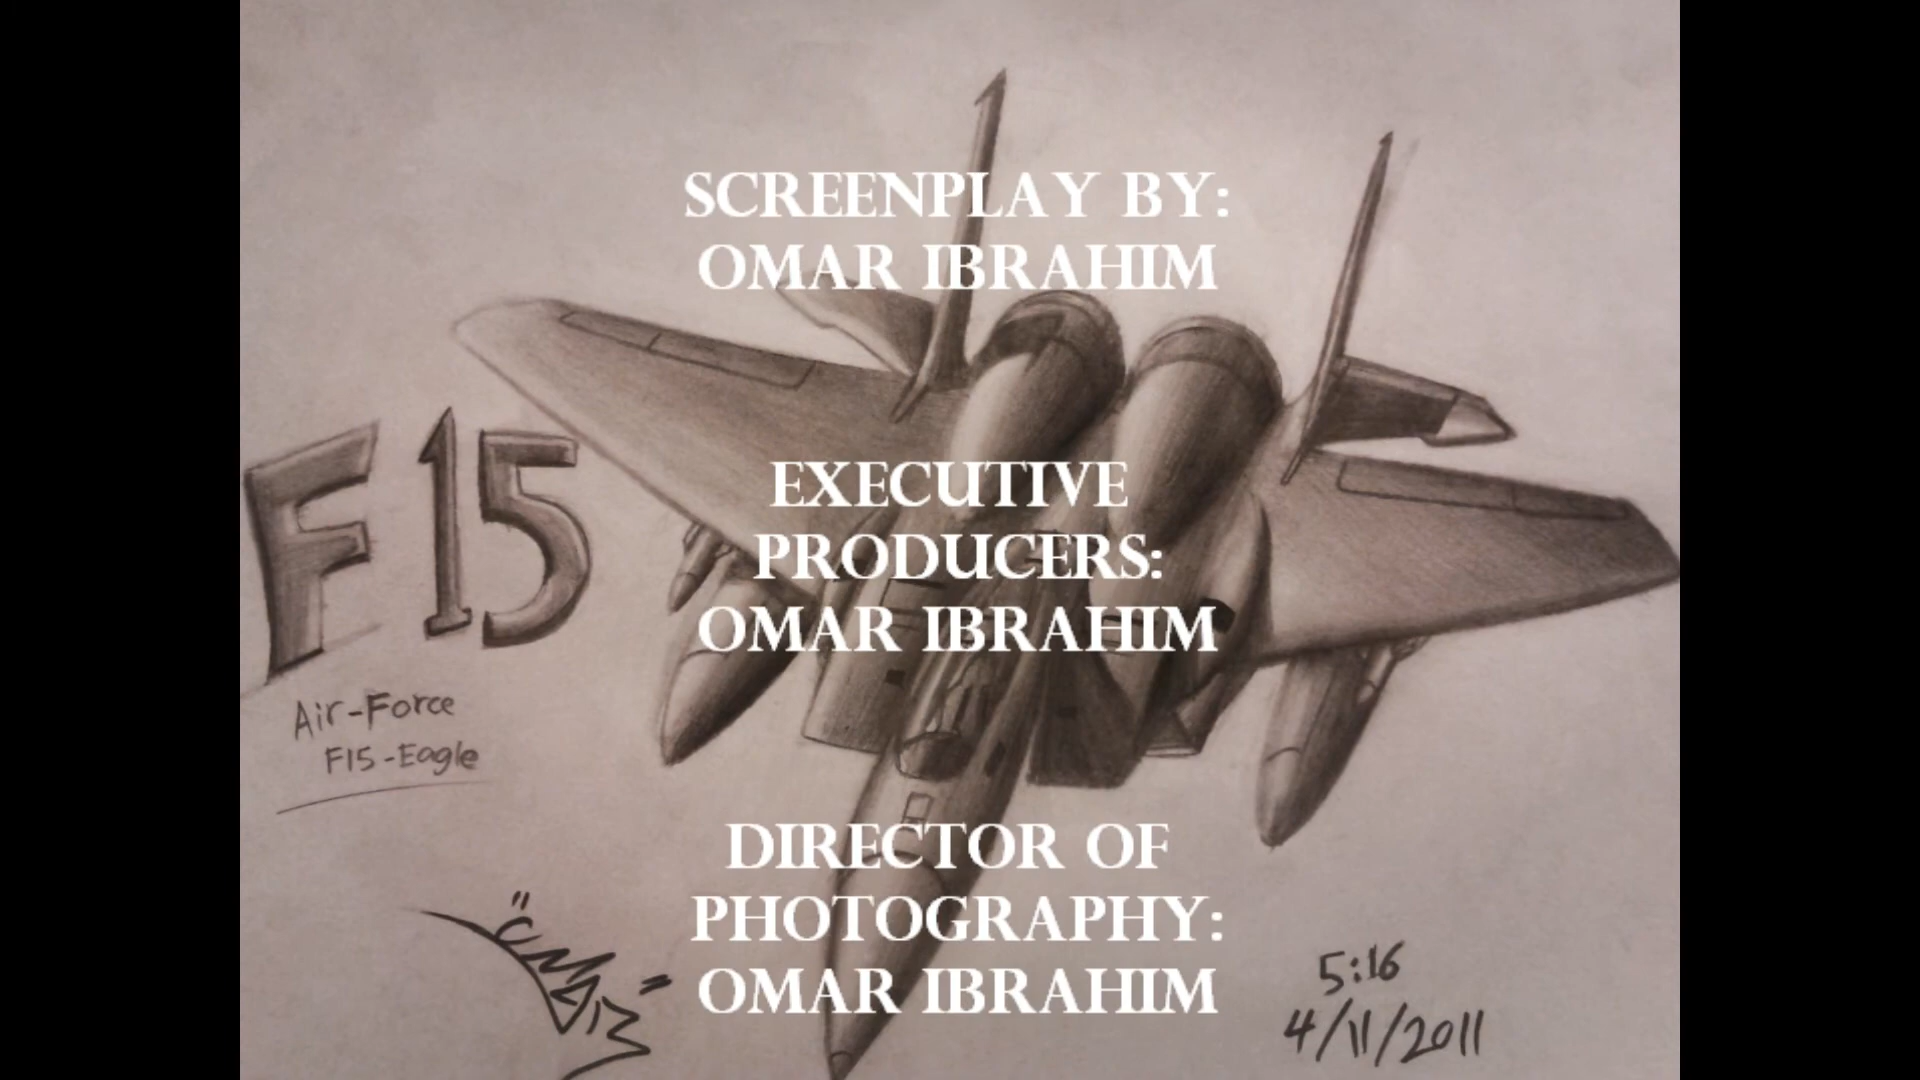 SCREENPLAY BY:
OMAR IBRAHIM
EXECUTIVE
PRODUCERS:
OMAR IBRAHIM
DIRECTOR OF
PHOTOGRAPHY:
OMAR IBRAHIM
F15
Air-Force
F15-Eagle
5:16
4/11/2011